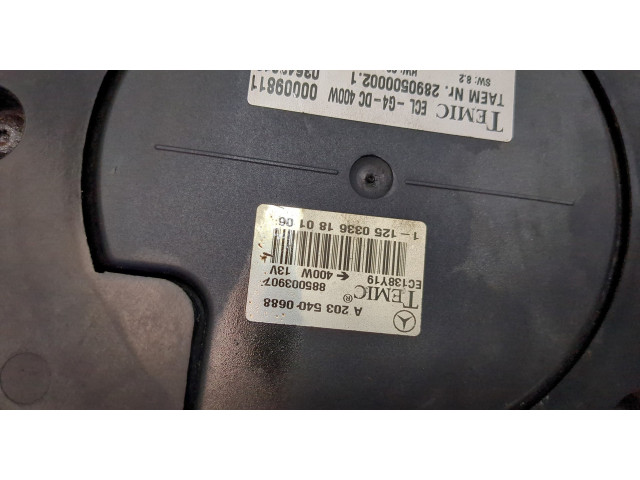 A 203 540 0688
TEMIC®
EC138Y19
885003907
← 400W 13V
1-125 0336 18 01 06
TEMIC
ECL -G4-DC 400W
TAEM Nr. 2890500002.1
00009811
SW: 8.2